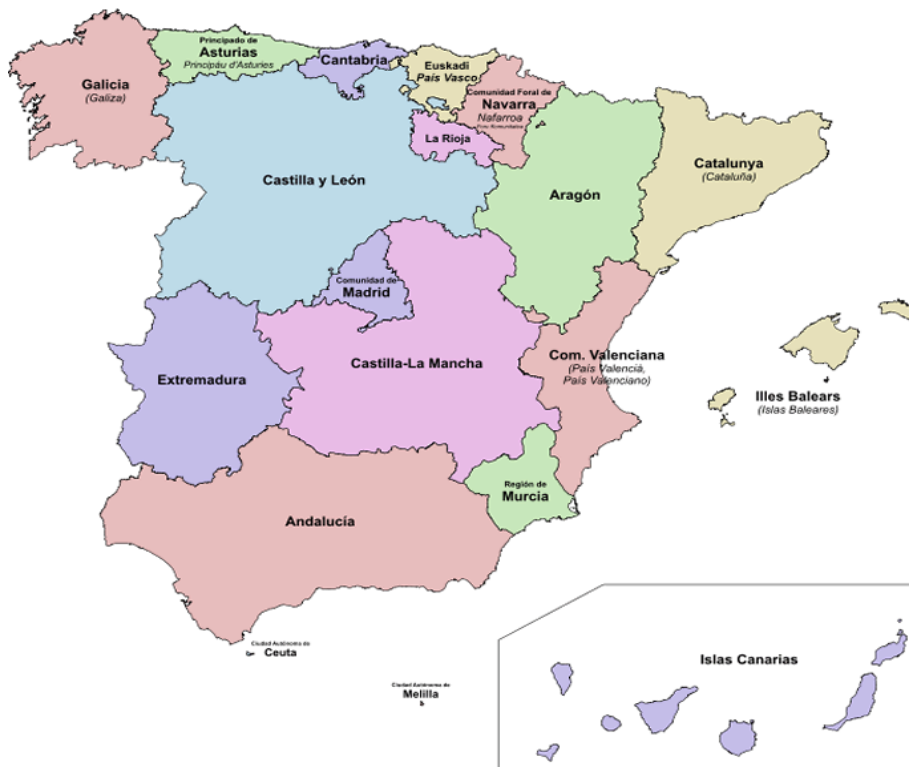 Principado de
Asturias
Principáu d'Asturies
Cantabria
Euskadi
País Vasco
Galicia
(Galiza)
Comunidad Foral de
Navarra
Nafarroa
La Rioja
Catalunya
(Cataluña)
Castilla y León
Aragón
Comunidad de
Madrid
Com. Valenciana
(País Valencià,
País Valenciano)
Castilla-La Mancha
Extremadura
Illes Balears
(Islas Baleares)
Región de
Murcia
Andalucía
Ciudad Autónoma de
Ceuta
Islas Canarias
Ciudad Autónoma de
Melilla